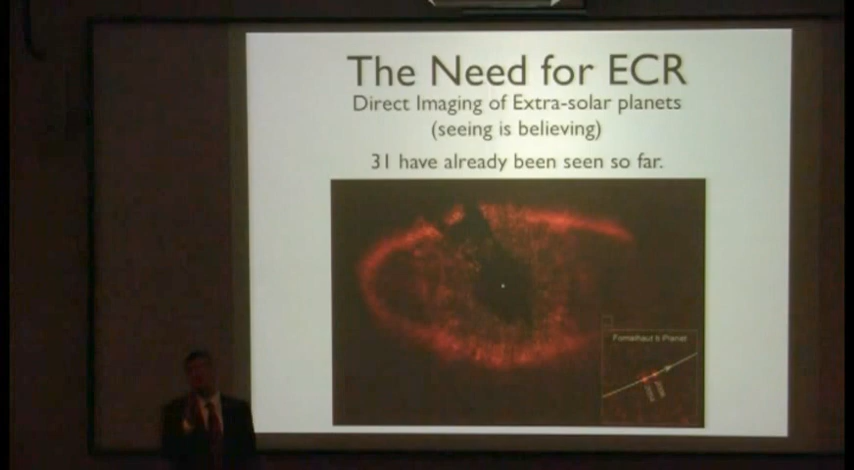 The Need for ECR
Direct Imaging of Extra-solar planets
(seeing is believing)
31 have already been seen so far.
Fomalhaut b Planet